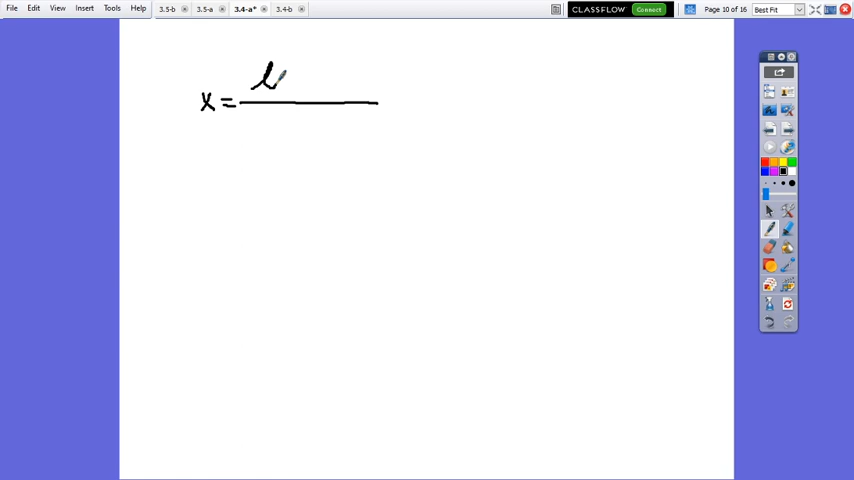 File Edit View Insert Tools Help 3.5-b 3.5-a 3.4-a* 3.4-b CLASSFLOW Connect Page 10 of 16 Best Fit
x =